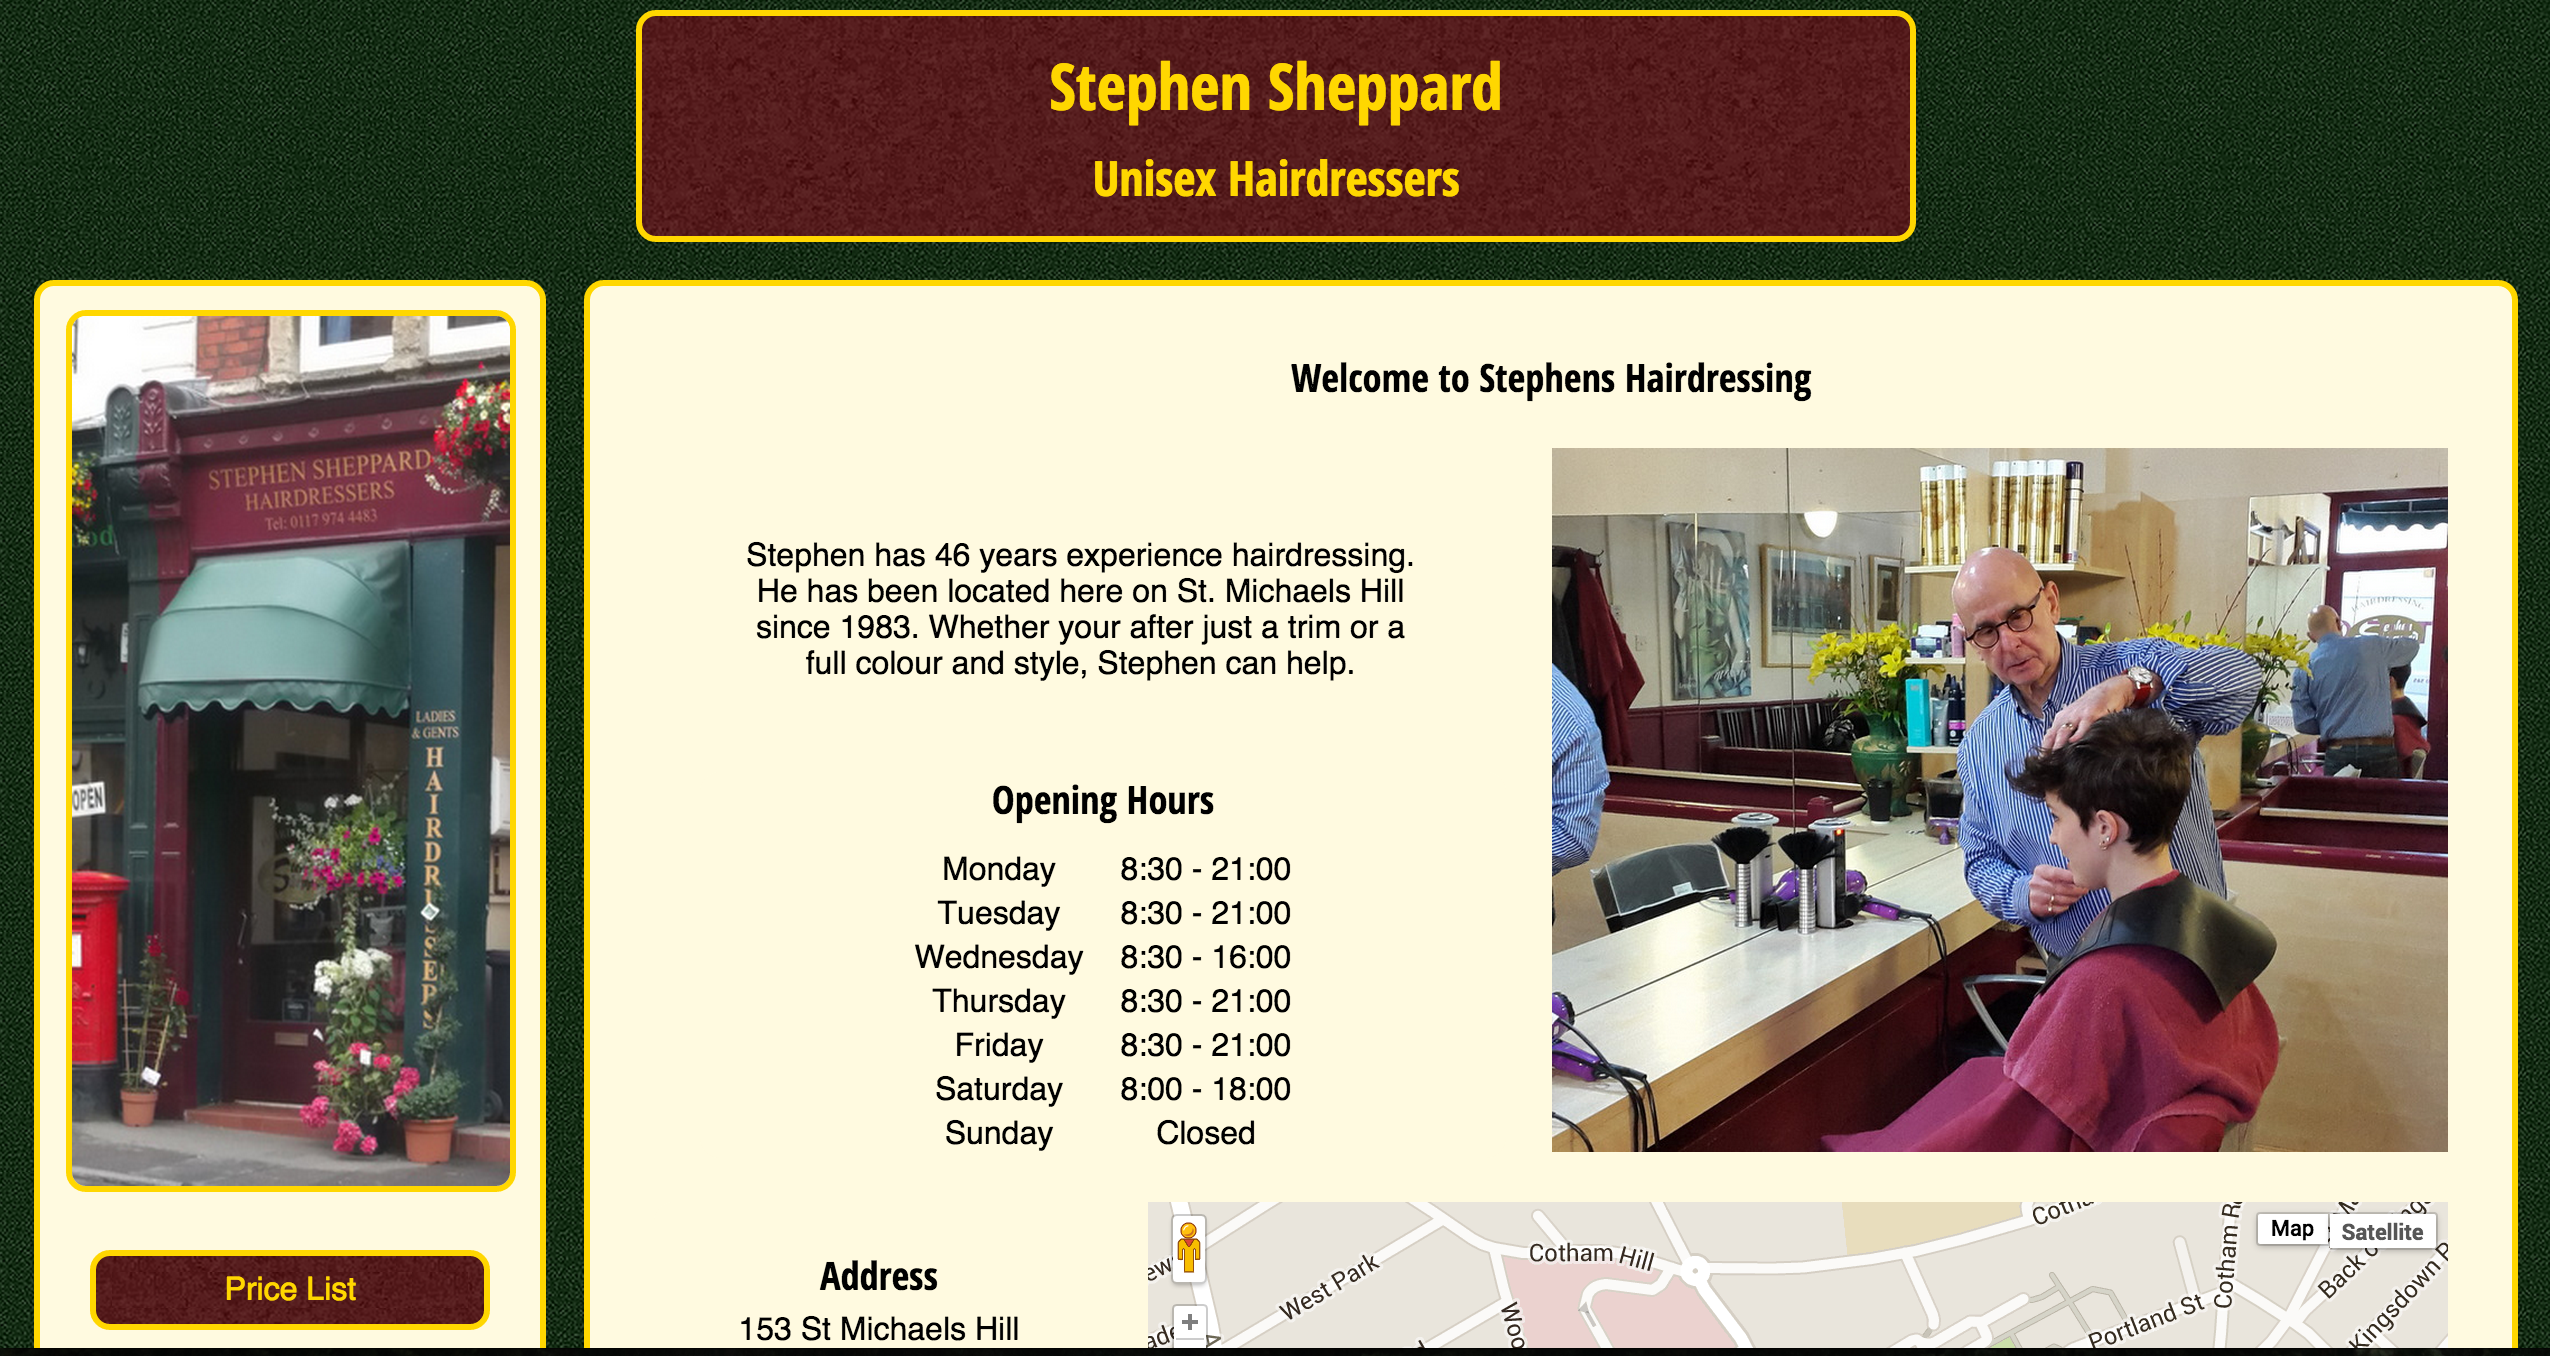 Stephen Sheppard
Unisex Hairdressers
STEPHEN SHEPPARD
HAIRDRESSERS
Tel: 0117 974 4483
LADIES
& GENTS
OPEN
Price List
Welcome to Stephens Hairdressing
Stephen has 46 years experience hairdressing.
He has been located here on St. Michaels Hill
since 1983. Whether your after just a trim or a
full colour and style, Stephen can help.
Opening Hours
Monday 8:30 - 21:00
Tuesday 8:30 - 21:00
Wednesday 8:30 - 16:00
Thursday 8:30 - 21:00
Friday 8:30 - 21:00
Saturday 8:00 - 18:00
Sunday Closed
Address
153 St Michaels Hill
Map
Satellite
Cotham Hill
West Park
Portland St